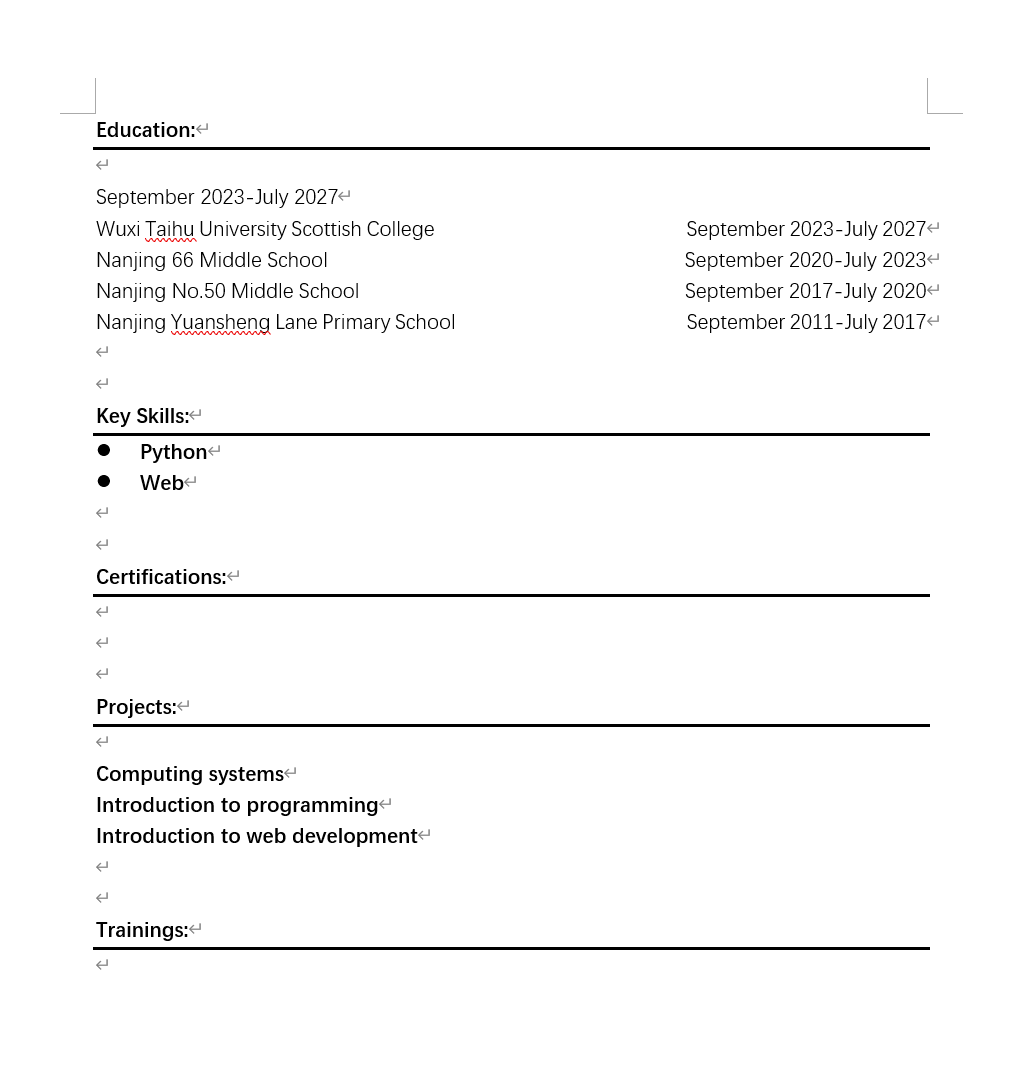 Education:
September 2023-July 2027
Wuxi Taihu University Scottish College September 2023-July 2027
Nanjing 66 Middle School September 2020-July 2023
Nanjing No.50 Middle School September 2017-July 2020
Nanjing Yuansheng Lane Primary School September 2011-July 2017
Key Skills:
● Python
● Web
Certifications:
Projects:
Computing systems
Introduction to programming
Introduction to web development
Trainings: